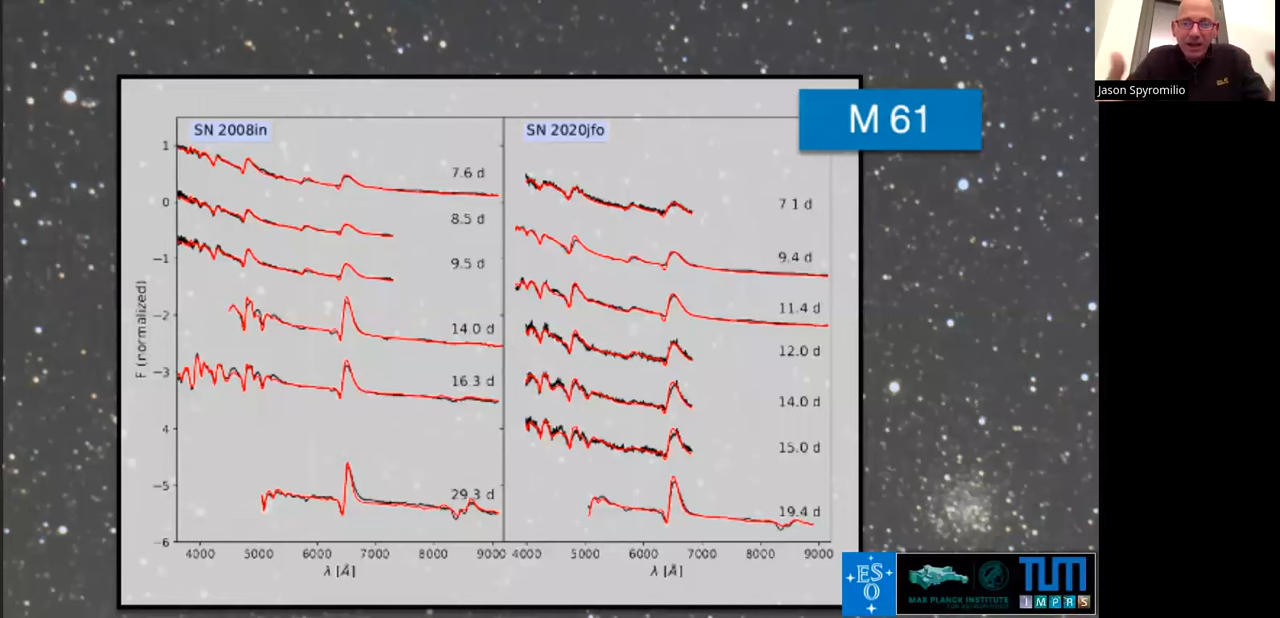 Jason Spyromilio
M 61
SN 2008in
SN 2020jfo
7.6 d
8.5 d
9.5 d
14.0 d
16.3 d
29.3 d
7 1 d
9.4 d
11.4 d
12.0 d
14.0 d
15.0 d
19.4 d
1
0
−1
−2
−3
4
−5
−6
F (normalized)
4000 5000 6000 7000 8000 9000
4000 5000 6000 7000 8000 9000
λ [Å]
λ [Å]
ES
O
MAX PLANCK INSTITUTE
FOR ASTROPHYSICS
TUM
IMPRS